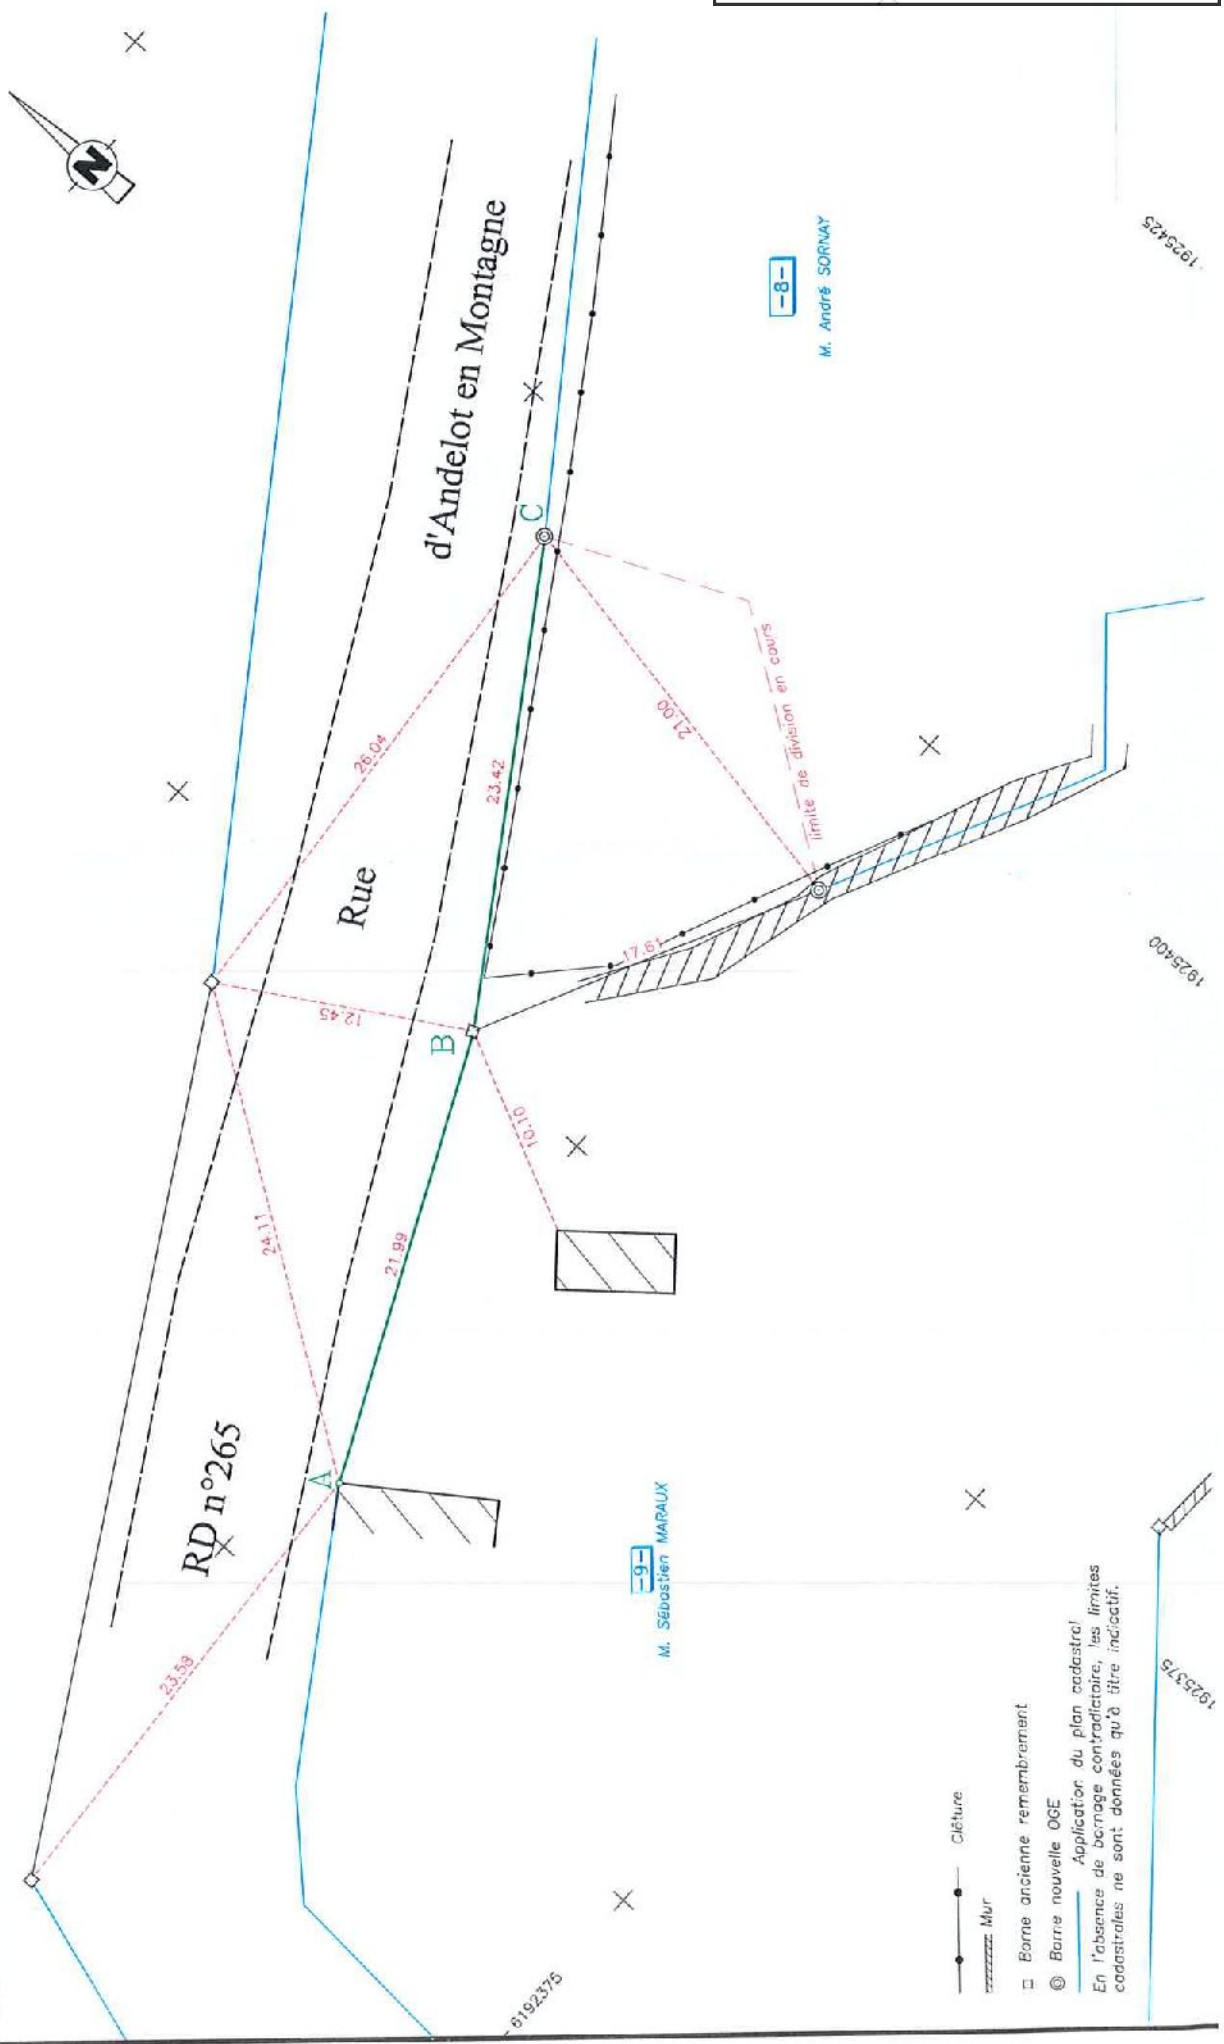 N
RD n°265
Rue
d'Andelot en Montagne
A
B
C
23.58
24.11
21.99
12.45
26.04
23.42
10.10
17.61
21.00
limite de division en cours
-8-
M. André SORNAY
-9-
M. Sébastien MARAUX
6192375
1925375
1925400
1925425
Clôture
Mur
Borne ancienne remembrement
Borne nouvelle OGE
Application du plan cadastral
En l'absence de bornage contradictoire, les limites
cadastrales ne sont données qu'à titre indicatif.